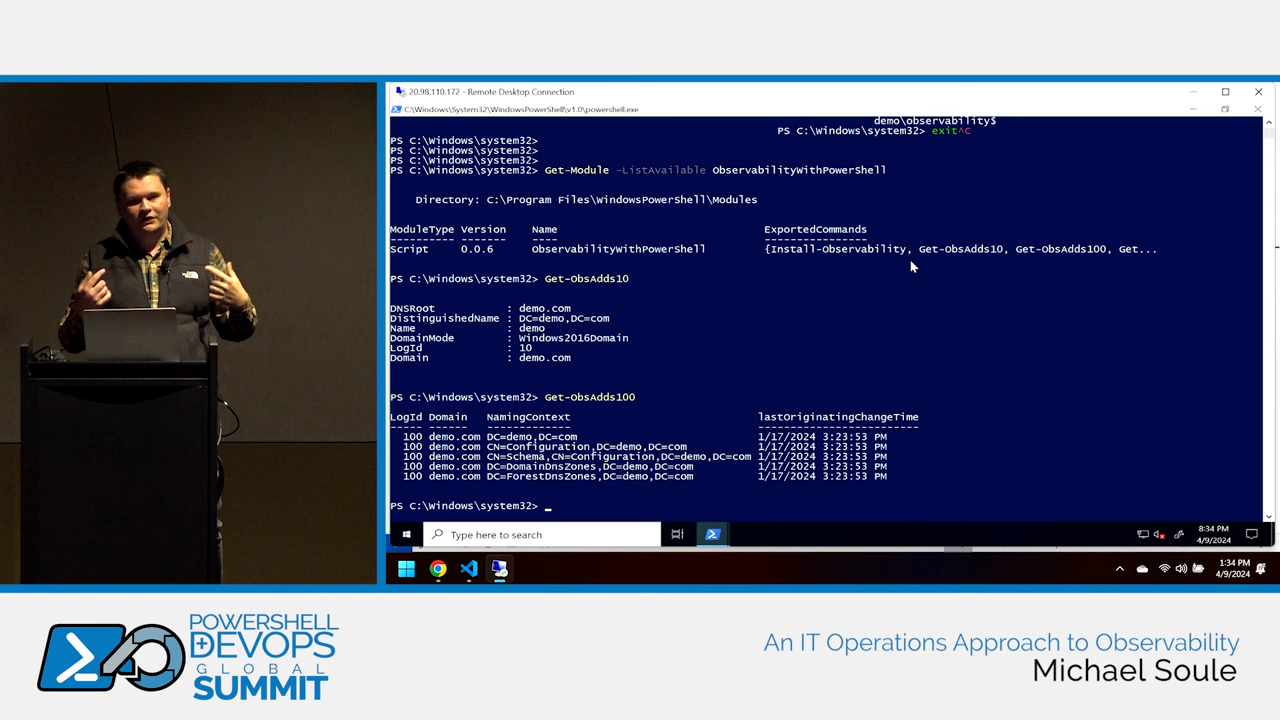 20.98.110.172 - Remote Desktop Connection
C:\Windows\System32\WindowsPowerShell\v1.0\powershell.exe
demo\observability$
PS C:\Windows\system32> exit^C
PS C:\Windows\system32>
PS C:\Windows\system32>
PS C:\Windows\system32>
PS C:\Windows\system32> Get-Module -ListAvailable ObservabilityWithPowerShell
Directory: C:\Program Files\WindowsPowerShell\Modules
ModuleType Version Name ExportedCommands
---------- ------- ---- ----------------
Script 0.0.6 ObservabilityWithPowerShell {Install-Observability, Get-ObsAdds10, Get-ObsAdds100, Get...
PS C:\Windows\system32> Get-ObsAdds10
DNSRoot : demo.com
DistinguishedName : DC=demo,DC=com
Name : demo
DomainMode : Windows2016Domain
LogId : 10
Domain : demo.com
PS C:\Windows\system32> Get-ObsAdds100
LogId Domain NamingContext lastOriginatingChangeTime
----- ------ ------------- -------------------------
100 demo.com DC=demo,DC=com 1/17/2024 3:23:53 PM
100 demo.com CN=Configuration,DC=demo,DC=com 1/17/2024 3:23:53 PM
100 demo.com CN=Schema,CN=Configuration,DC=demo,DC=com 1/17/2024 3:23:53 PM
100 demo.com DC=DomainDnsZones,DC=demo,DC=com 1/17/2024 3:23:53 PM
100 demo.com DC=ForestDnsZones,DC=demo,DC=com 1/17/2024 3:23:53 PM
PS C:\Windows\system32> _
Type here to search
8:34 PM
4/9/2024
1:34 PM
4/9/2024
POWERSHELL
DEVOPS
GLOBAL
SUMMIT
An IT Operations Approach to Observability
Michael Soule